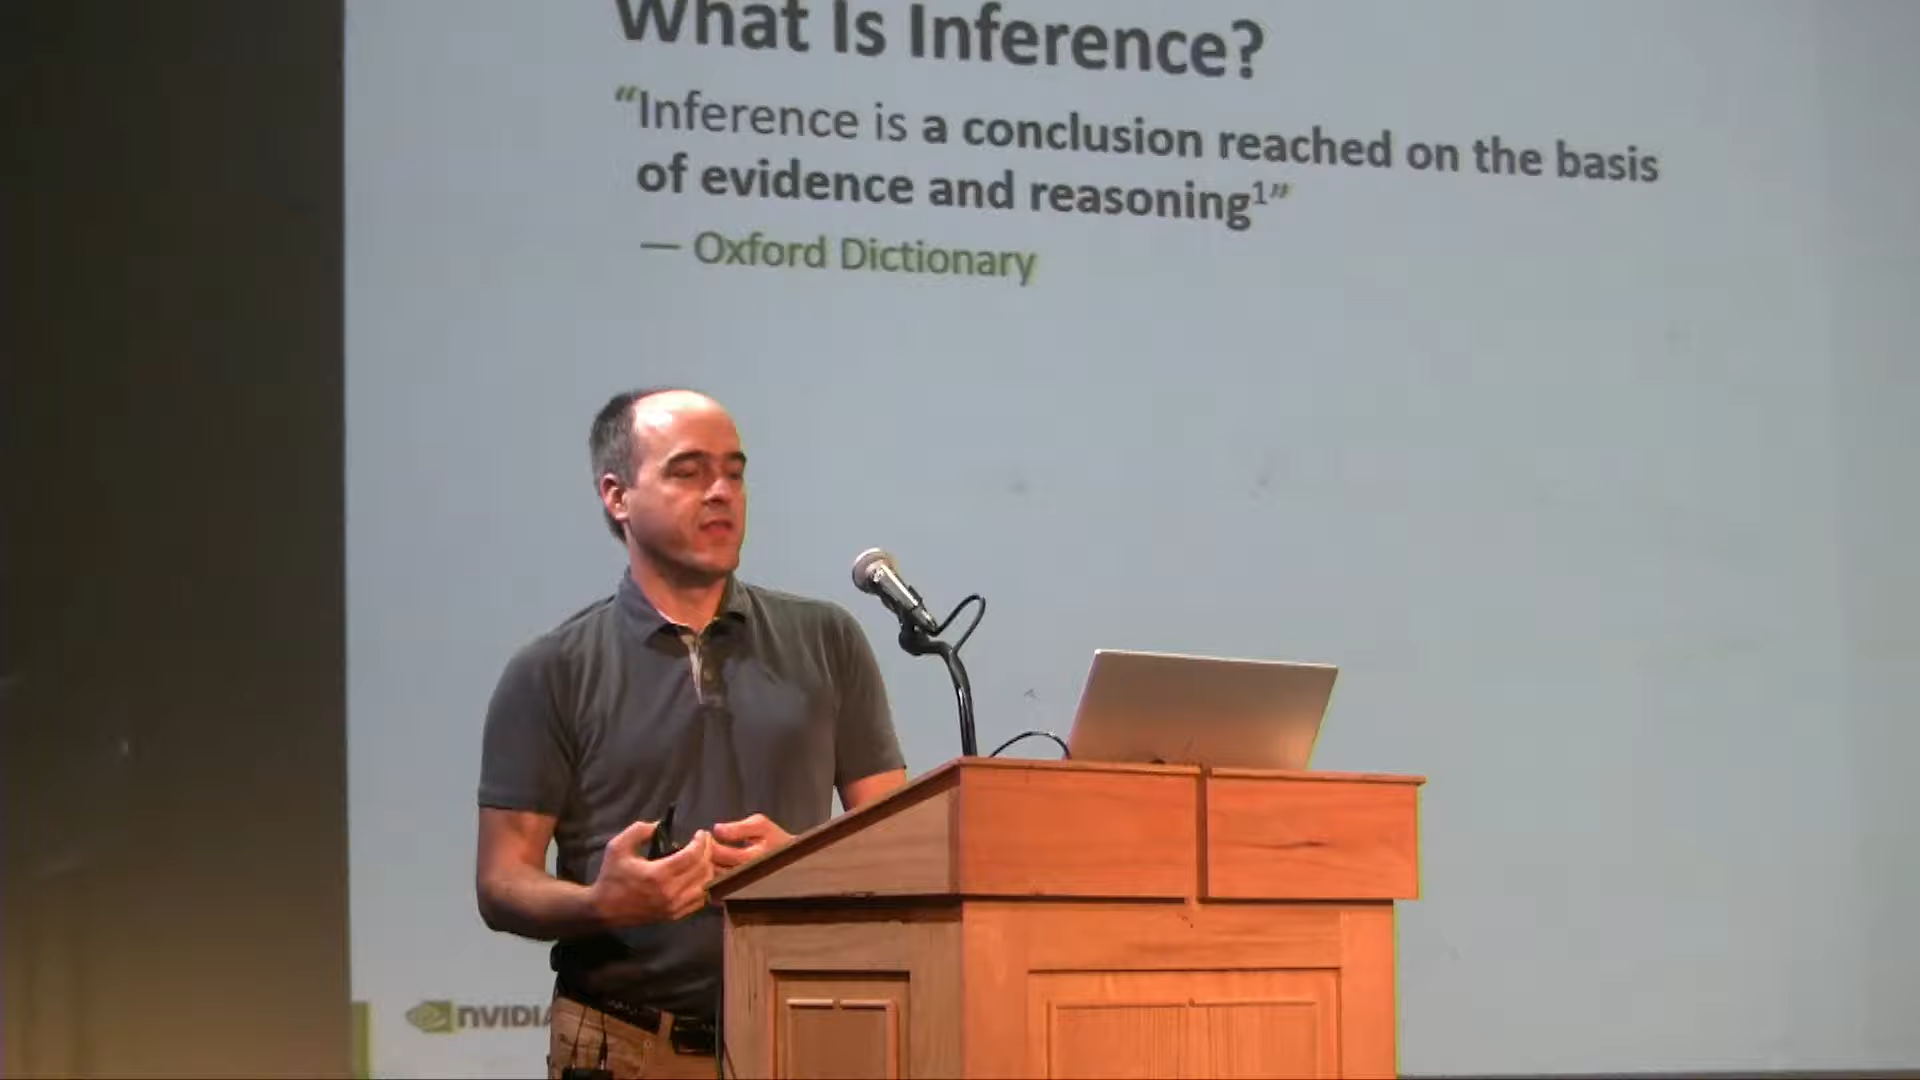 What Is Inference?
“Inference is a conclusion reached on the basis
of evidence and reasoning¹”
— Oxford Dictionary
NVIDIA